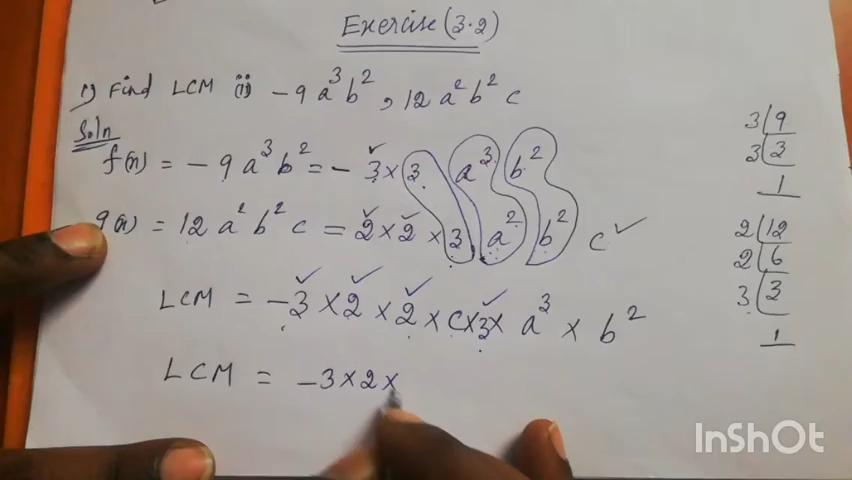 Exercise (3.2)
1) Find LCM (ii) -9a³b², 12a²b²c
Soln
f(x) = -9a³b² = -3×3 a³ b²
g(x) = 12a²b²c = 2×2×3 a² b² c
LCM = -3×2×2×c×3×a³×b²
LCM = -3×2×
3 9
3 3
1
2 12
2 6
3 3
1
InShOt